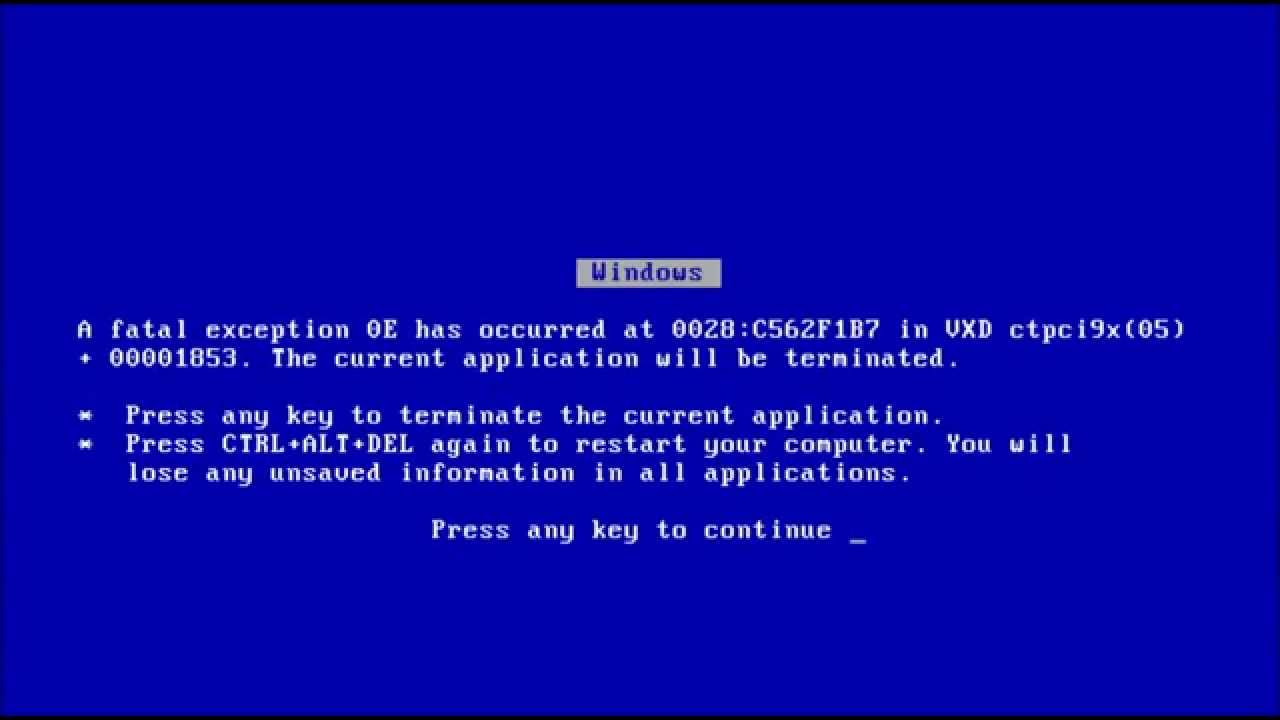 Windows
A fatal exception 0E has occurred at 0028:C562F1B7 in VXD ctpci9x(05)
+ 00001853. The current application will be terminated.
* Press any key to terminate the current application.
* Press CTRL+ALT+DEL again to restart your computer. You will
lose any unsaved information in all applications.
Press any key to continue _